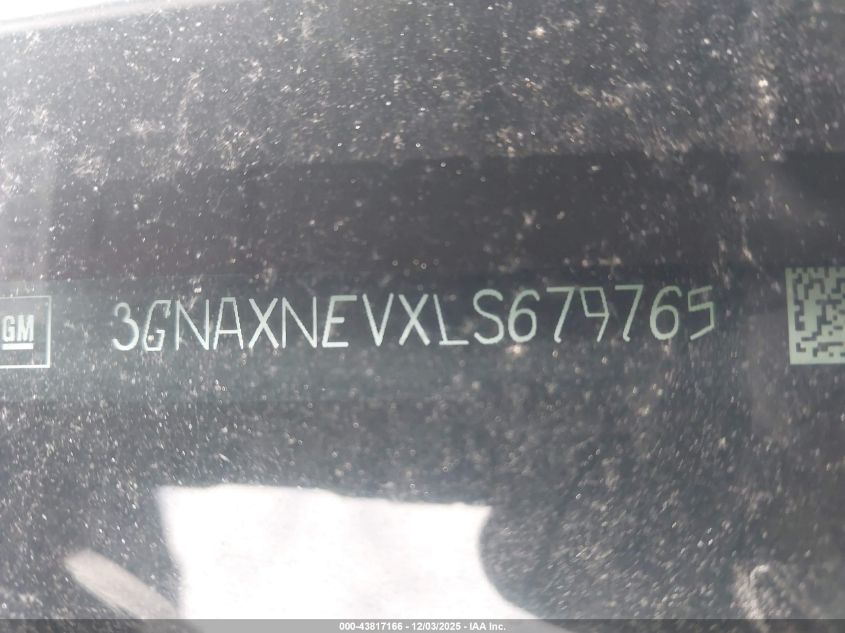 GM 3GNAXNEVXLS679765
000-43817166 - 12/03/2025 - IAA Inc.